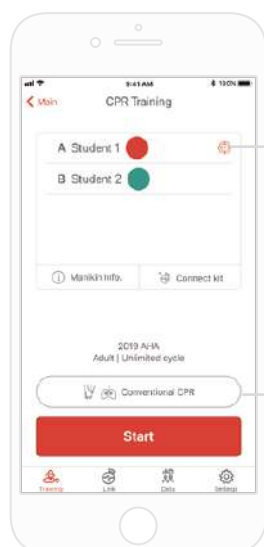 9:41 AM
100%
Main
CPR Training
A Student 1
B Student 2
Manikin Info.
Connect kit
2019 AHA
Adult | Unlimited cycle
Conventional CPR
Start
Training
Link
Data
Settings